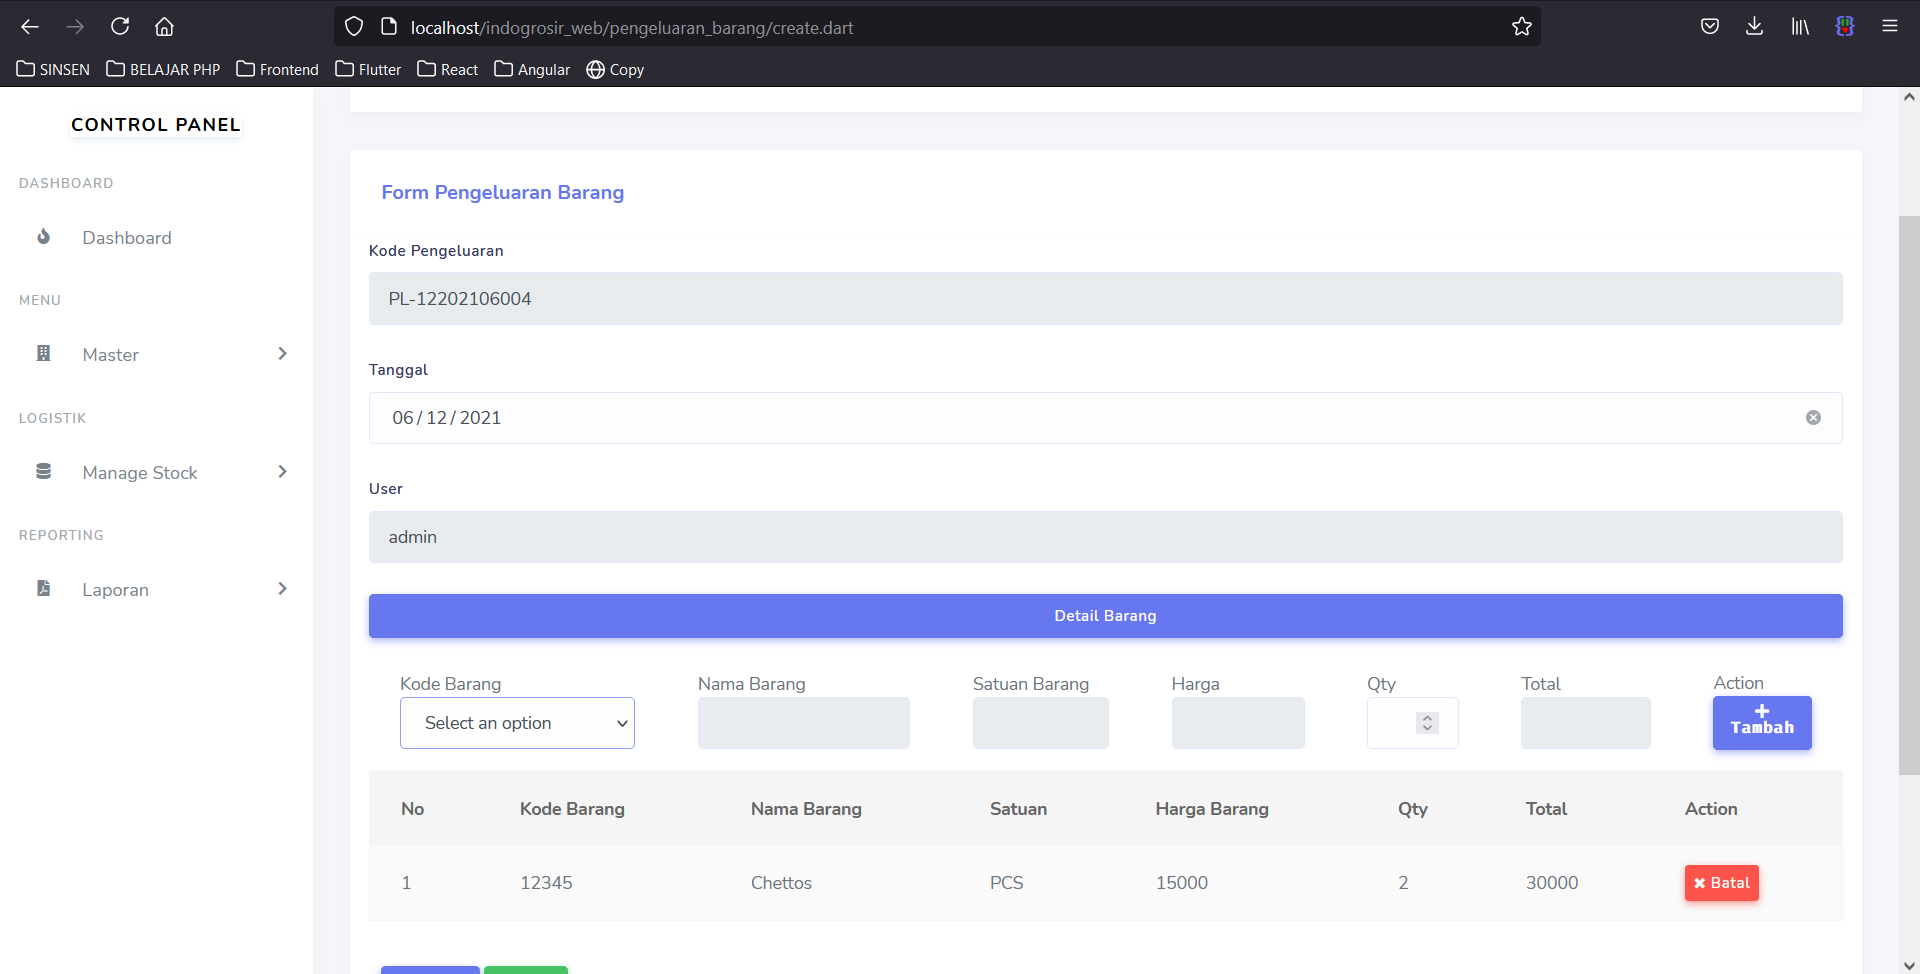 localhost/indogrosir_web/pengeluaran_barang/create.dart
SINSEN BELAJAR PHP Frontend Flutter React Angular Copy
CONTROL PANEL
DASHBOARD
Dashboard
MENU
Master
LOGISTIK
Manage Stock
REPORTING
Laporan
Form Pengeluaran Barang
Kode Pengeluaran
PL-12202106004
Tanggal
06/12/2021
User
admin
Detail Barang
Kode Barang Nama Barang Satuan Barang Harga Qty Total Action
Select an option Tambah
No Kode Barang Nama Barang Satuan Harga Barang Qty Total Action
1 12345 Chettos PCS 15000 2 30000 Batal